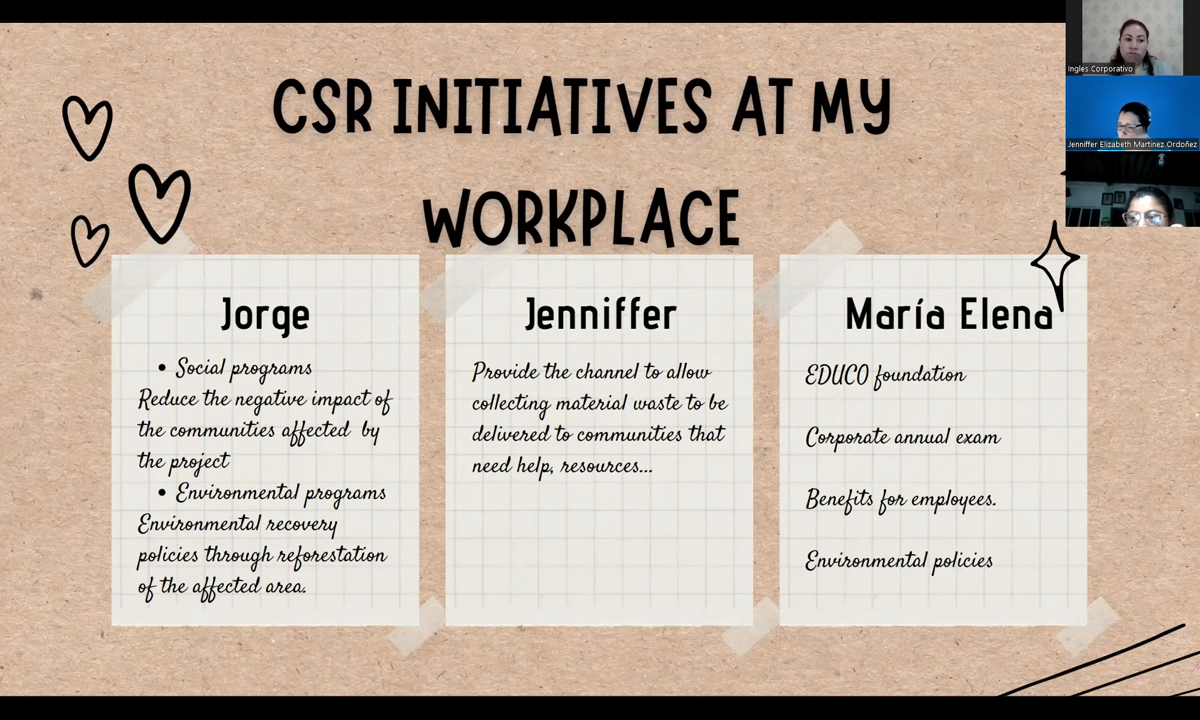 CSR INITIATIVES AT MY
WORKPLACE
Jorge
• Social programs
Reduce the negative impact of
the communities affected by
the project
• Environmental programs
Environmental recovery
policies through reforestation
of the affected area.
Jenniffer
Provide the channel to allow
collecting material waste to be
delivered to communities that
need help, resources...
María Elena
EDUCO foundation
Corporate annual exam
Benefits for employees.
Environmental policies
Ingles Corporativo
Jenniffer Elizabeth Martinez Ordoñez